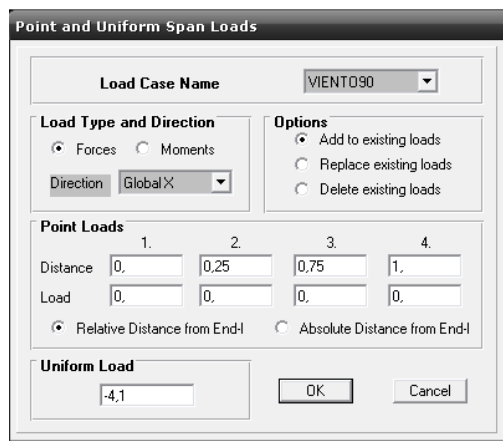 Point and Uniform Span Loads
Load Case Name VIENTO90
Load Type and Direction
Forces Moments
Direction Global X
Options
Add to existing loads
Replace existing loads
Delete existing loads
Point Loads
1. 2. 3. 4.
Distance 0, 0,25 0,75 1,
Load 0, 0, 0, 0,
Relative Distance from End-I Absolute Distance from End-I
Uniform Load
-4,1
OK Cancel